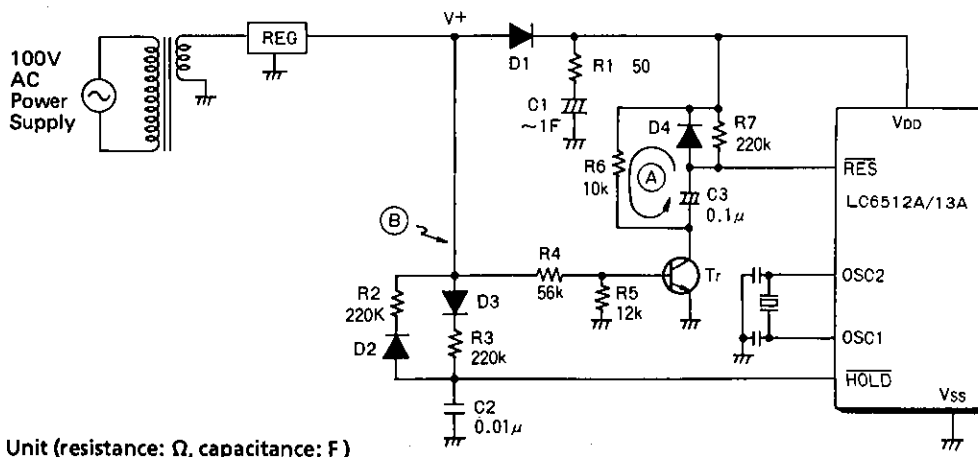 100V
AC
Power
Supply
REG
V+
D1
R1 50
C1
~1F
D4
R7
220k
R6
10k
A
C3
0.1μ
VDD
RES
LC6512A/13A
B
R4
56k
R5
12k
Tr
OSC2
OSC1
R2
220K
D3
D2
R3
220k
HOLD
C2
0.01μ
VSS
Unit (resistance: Ω, capacitance: F)